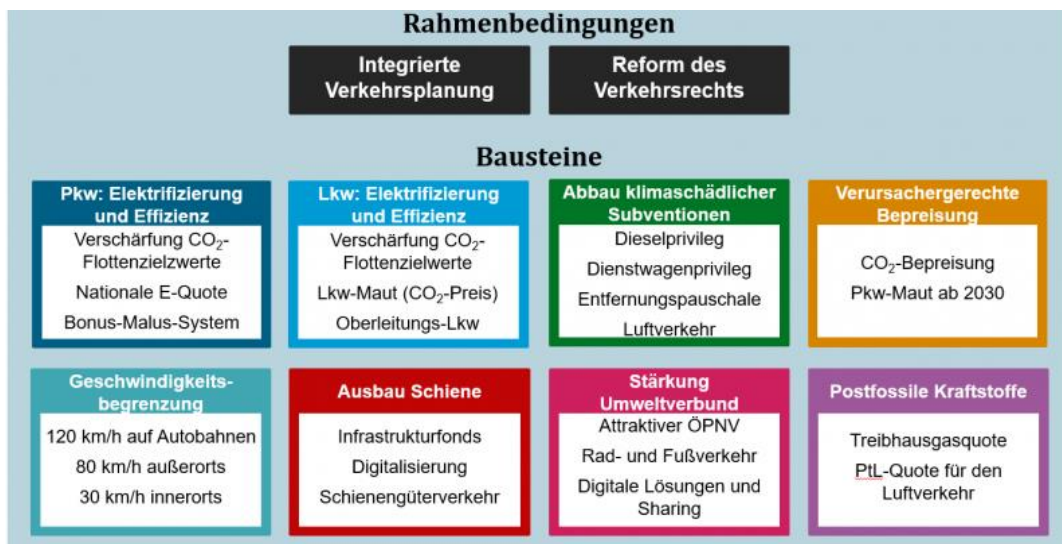 Rahmenbedingungen
Integrierte
Verkehrsplanung
Reform des
Verkehrsrechts
Bausteine
Pkw: Elektrifizierung
und Effizienz
Verschärfung CO₂-
Flottenzielzwerte
Nationale E-Quote
Bonus-Malus-System
Lkw: Elektrifizierung
und Effizienz
Verschärfung CO₂-
Flottenzielwerte
Lkw-Maut (CO₂-Preis)
Oberleitungs-Lkw
Abbau klimaschädlicher
Subventionen
Dieselprivileg
Dienstwagenprivileg
Entfernungspauschale
Luftverkehr
Verursachergerechte
Bepreisung
CO₂-Bepreisung
Pkw-Maut ab 2030
Geschwindigkeits-
begrenzung
120 km/h auf Autobahnen
80 km/h außerorts
30 km/h innerorts
Ausbau Schiene
Infrastrukturfonds
Digitalisierung
Schienengüterverkehr
Stärkung
Umweltverbund
Attraktiver ÖPNV
Rad- und Fußverkehr
Digitale Lösungen und
Sharing
Postfossile Kraftstoffe
Treibhausgasquote
PtL-Quote für den
Luftverkehr